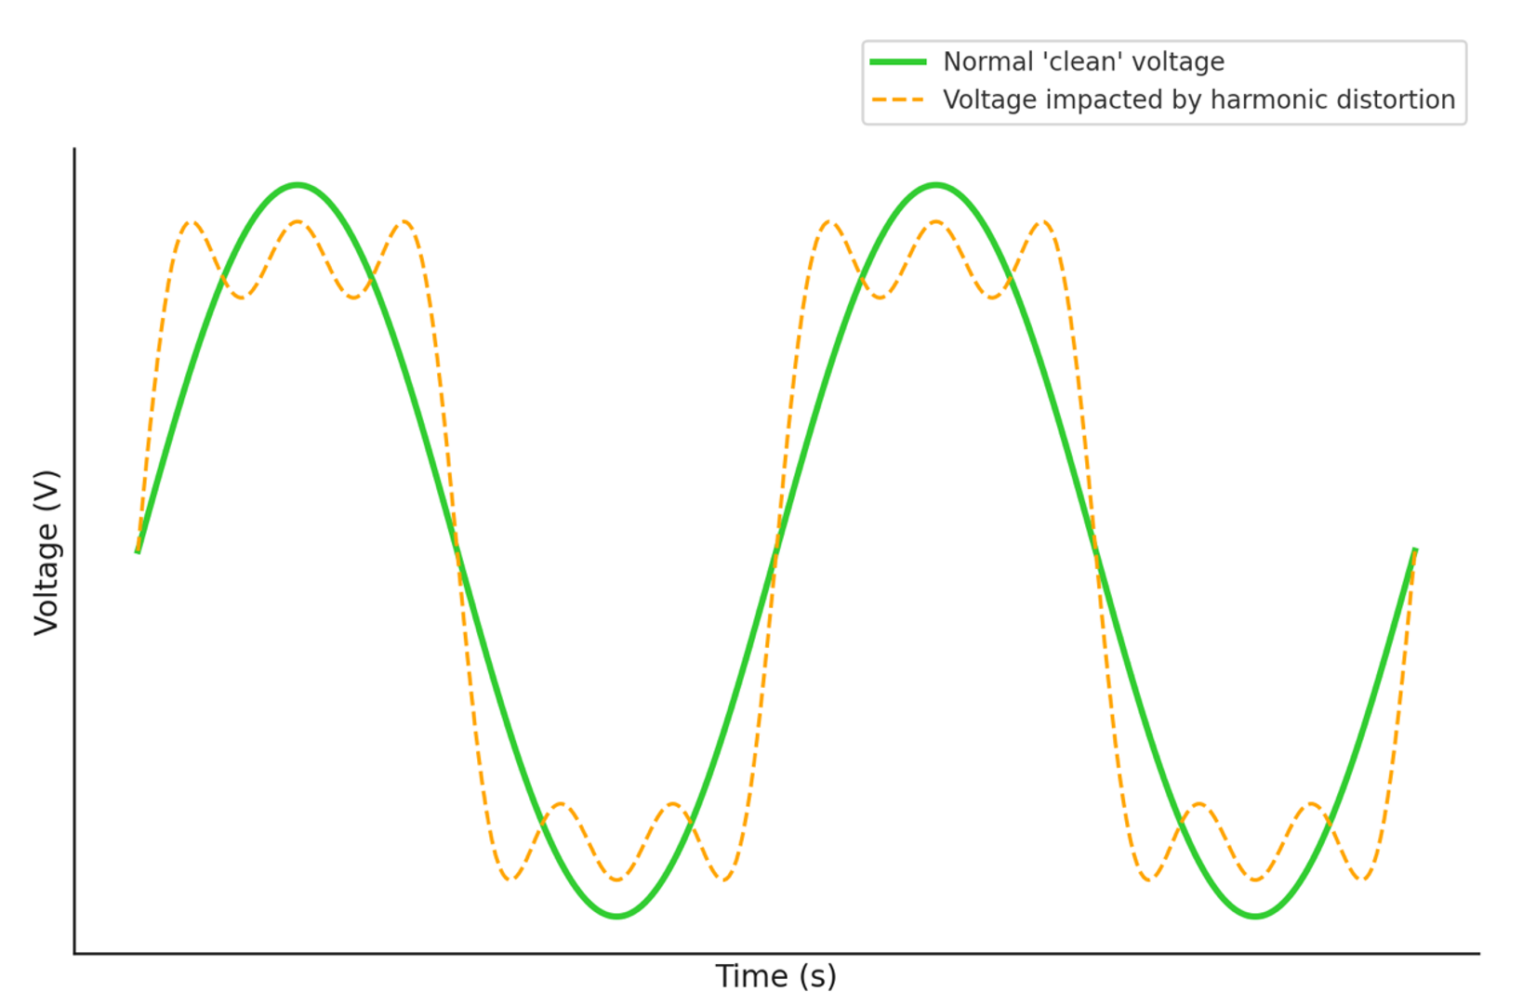 Normal 'clean' voltage
Voltage impacted by harmonic distortion
Voltage (V)
Time (s)